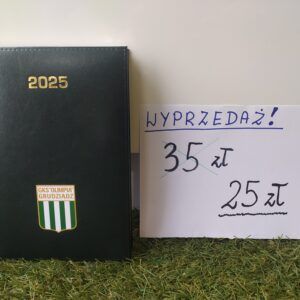 2025
GKS "OLIMPIA"
GRUDZIĄDZ
WYPRZEDAŻ!
35 zł
25 zł